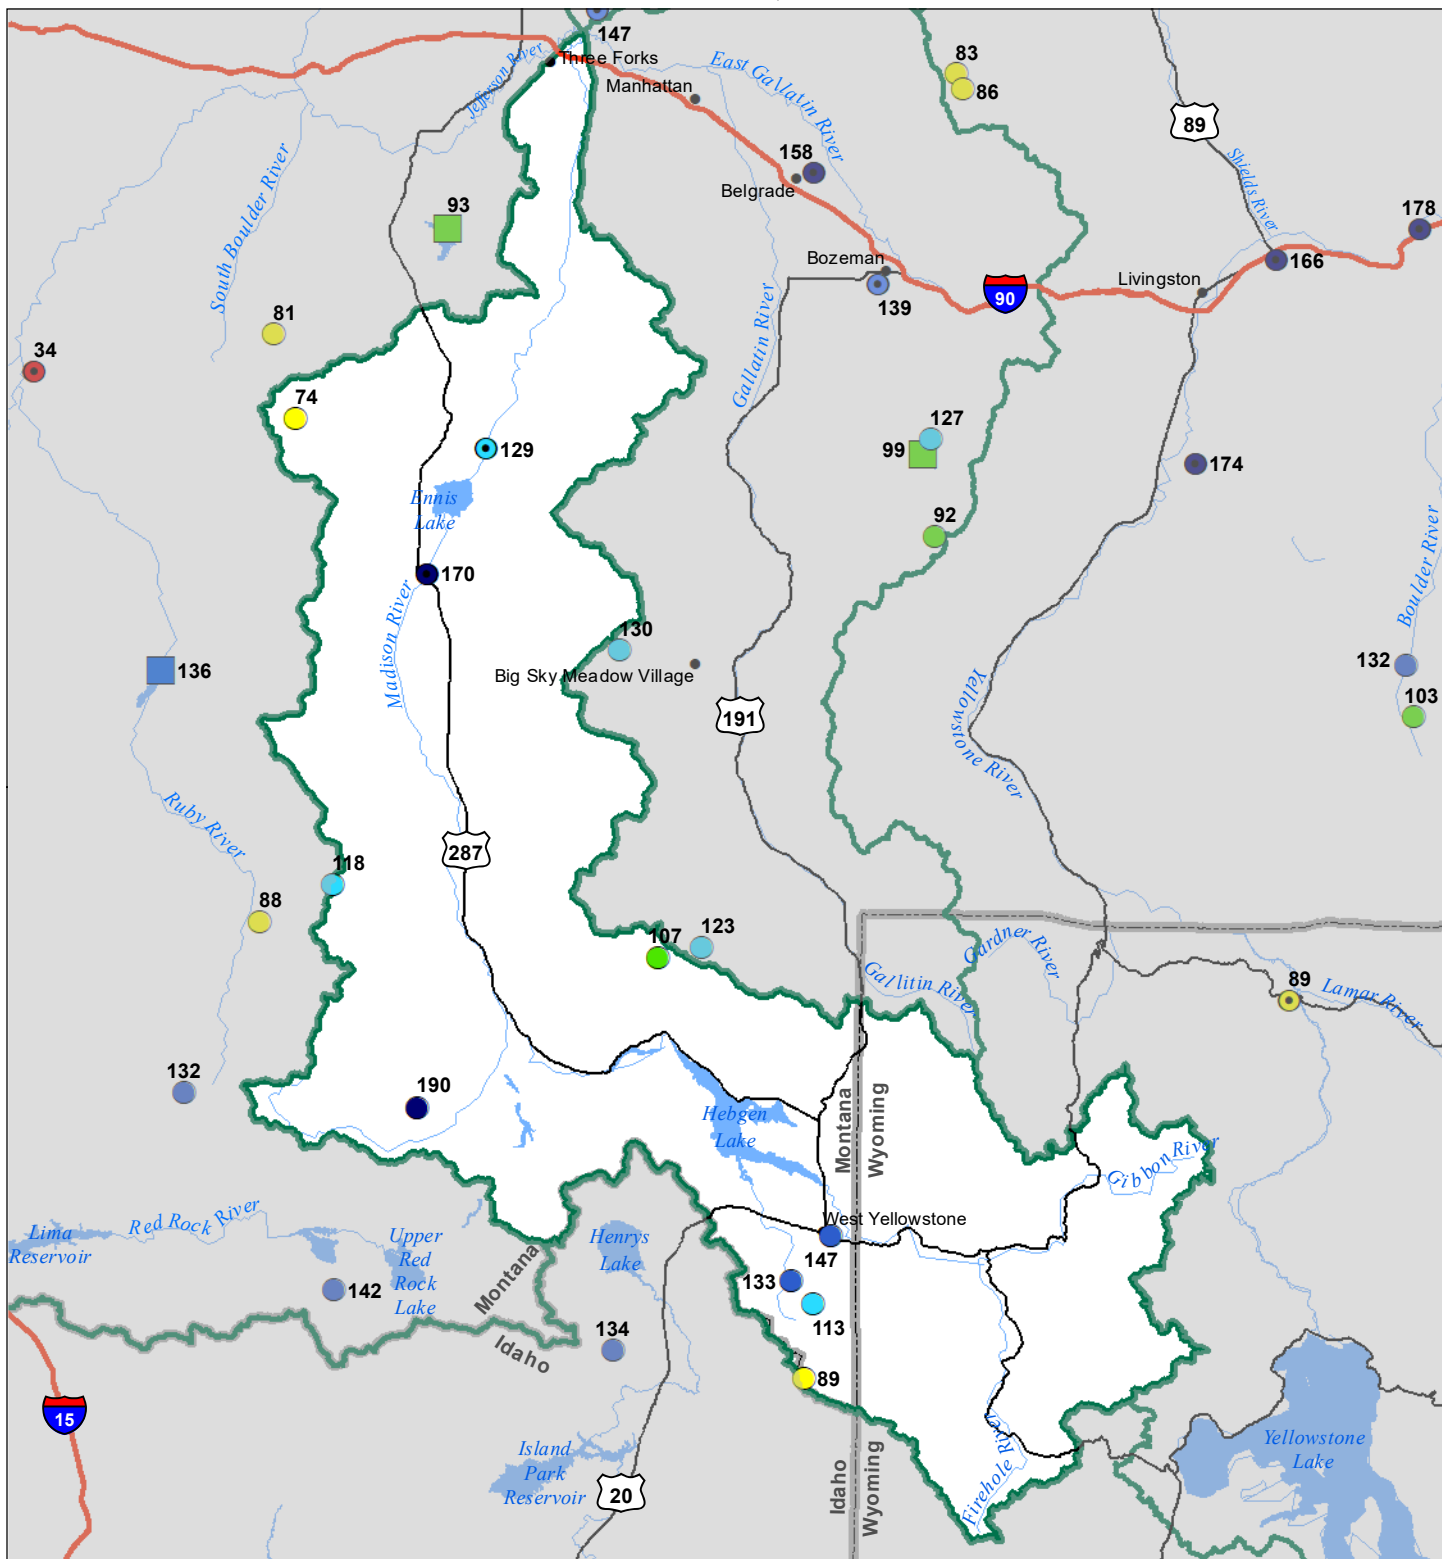 147
Three Forks
Jefferson River
Manhattan
East Gallatin River
83
86
89
158
Belgrade
South Boulder River
93
Shields River
178
166
Bozeman
139
90
Livingston
Gallatin River
81
34
74
129
127
99
174
Ennis
Lake
92
Boulder River
170
Madison River
130
136
Big Sky Meadow Village
132
103
191
Yellowstone River
Ruby River
287
118
88
107
123
Gardner River
Gallitin River
89
Lamar River
132
190
Hebgen
Lake
Montana
Wyoming
Gibbon River
Red Rock River
Lima
Reservoir
Upper
Red
Rock
Lake
Henrys
Lake
West Yellowstone
147
133
113
142
Montana
Idaho
134
89
15
Island
Park
Reservoir
20
Idaho
Wyoming
Firehole River
Yellowstone
Lake